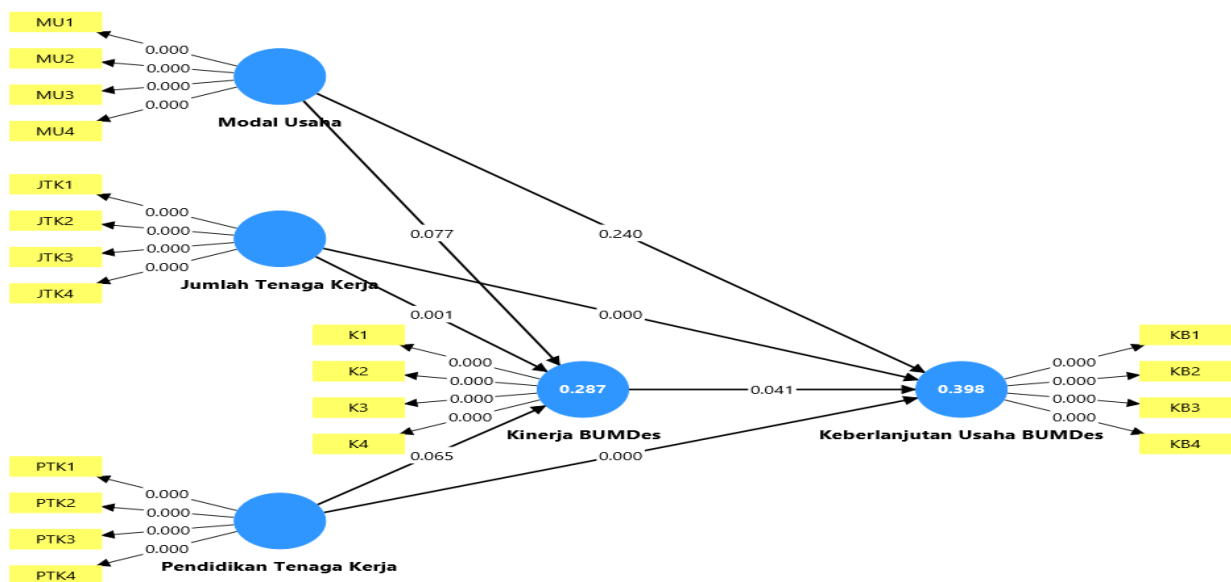 MU1
0.000
MU2
0.000
MU3
0.000
MU4
0.000
Modal Usaha
JTK1
0.000
JTK2
0.000
JTK3
0.000
JTK4
0.000
Jumlah Tenaga Kerja
0.077
0.240
0.001
0.000
K1
0.000
K2
0.000
K3
0.000
K4
0.000
0.287
Kinerja BUMDes
0.041
0.398
Keberlanjutan Usaha BUMDes
KB1
0.000
KB2
0.000
KB3
0.000
KB4
0.000
0.065
0.000
PTK1
0.000
PTK2
0.000
PTK3
0.000
PTK4
0.000
Pendidikan Tenaga Kerja